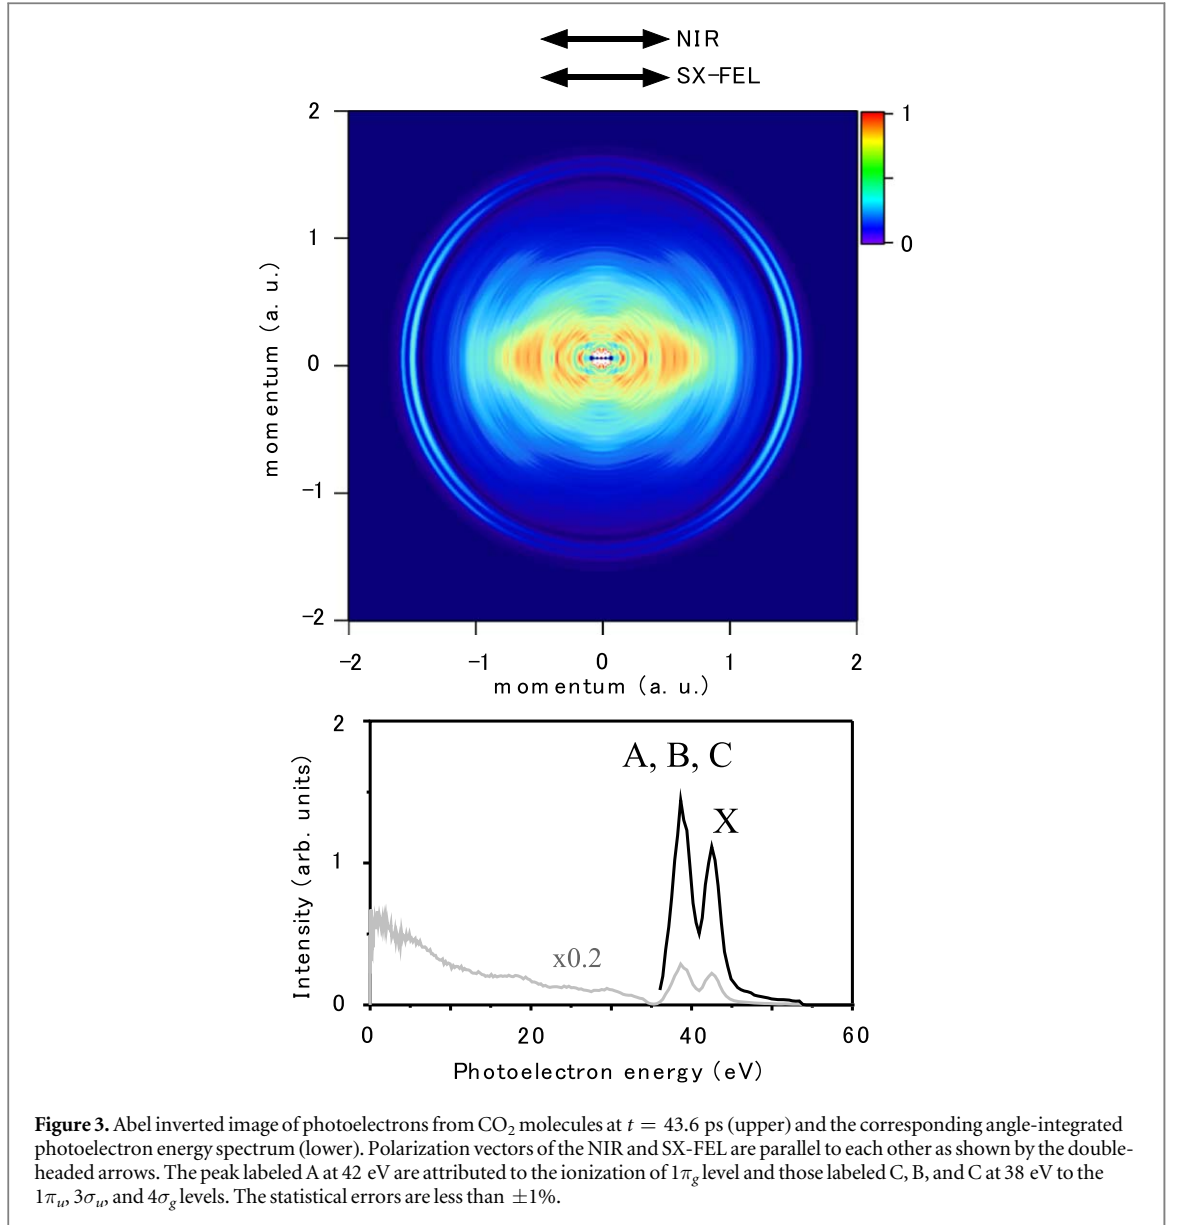 NIR
SX-FEL
2
1
0
-1
-2
momentum (a. u.)
1
0
-2 -1 0 1 2
momentum (a. u.)
2
1
0
Intensity (arb. units)
A, B, C
X
x0.2
0 20 40 60
Photoelectron energy (eV)
Figure 3. Abel inverted image of photoelectrons from CO₂ molecules at t = 43.6 ps (upper) and the corresponding angle-integrated
photoelectron energy spectrum (lower). Polarization vectors of the NIR and SX-FEL are parallel to each other as shown by the double-
headed arrows. The peak labeled A at 42 eV are attributed to the ionization of 1πg level and those labeled C, B, and C at 38 eV to the
1πu, 3σu, and 4σg levels. The statistical errors are less than ±1%.